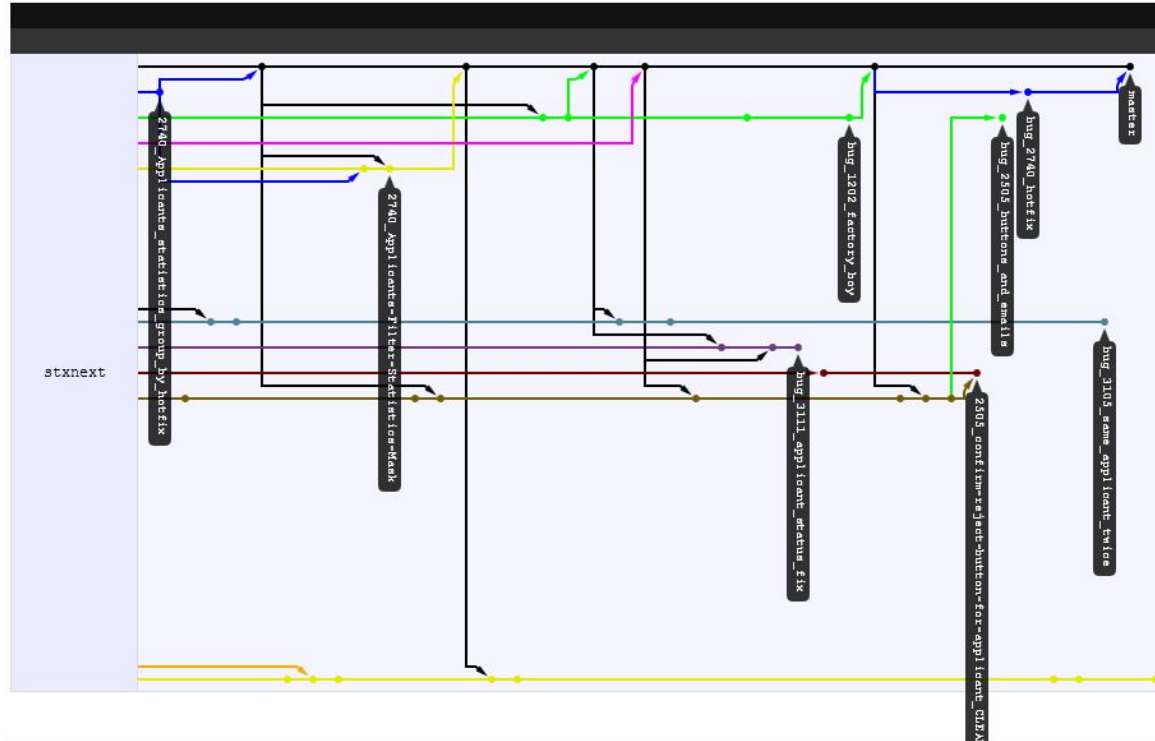 master
2740_Applicants_statistics_group_by_hotfix
bug_2740_hotfix
bug_2505_buttons_and_emails
bug_1202_factory_boy
2740_Applicants-Filter-Statistics-Mask
bug_3105_same_applicant_twice
bug_3111_applicant_status_fix
stxnext
2505_confirm-reject-button-for-applicant_CLEA